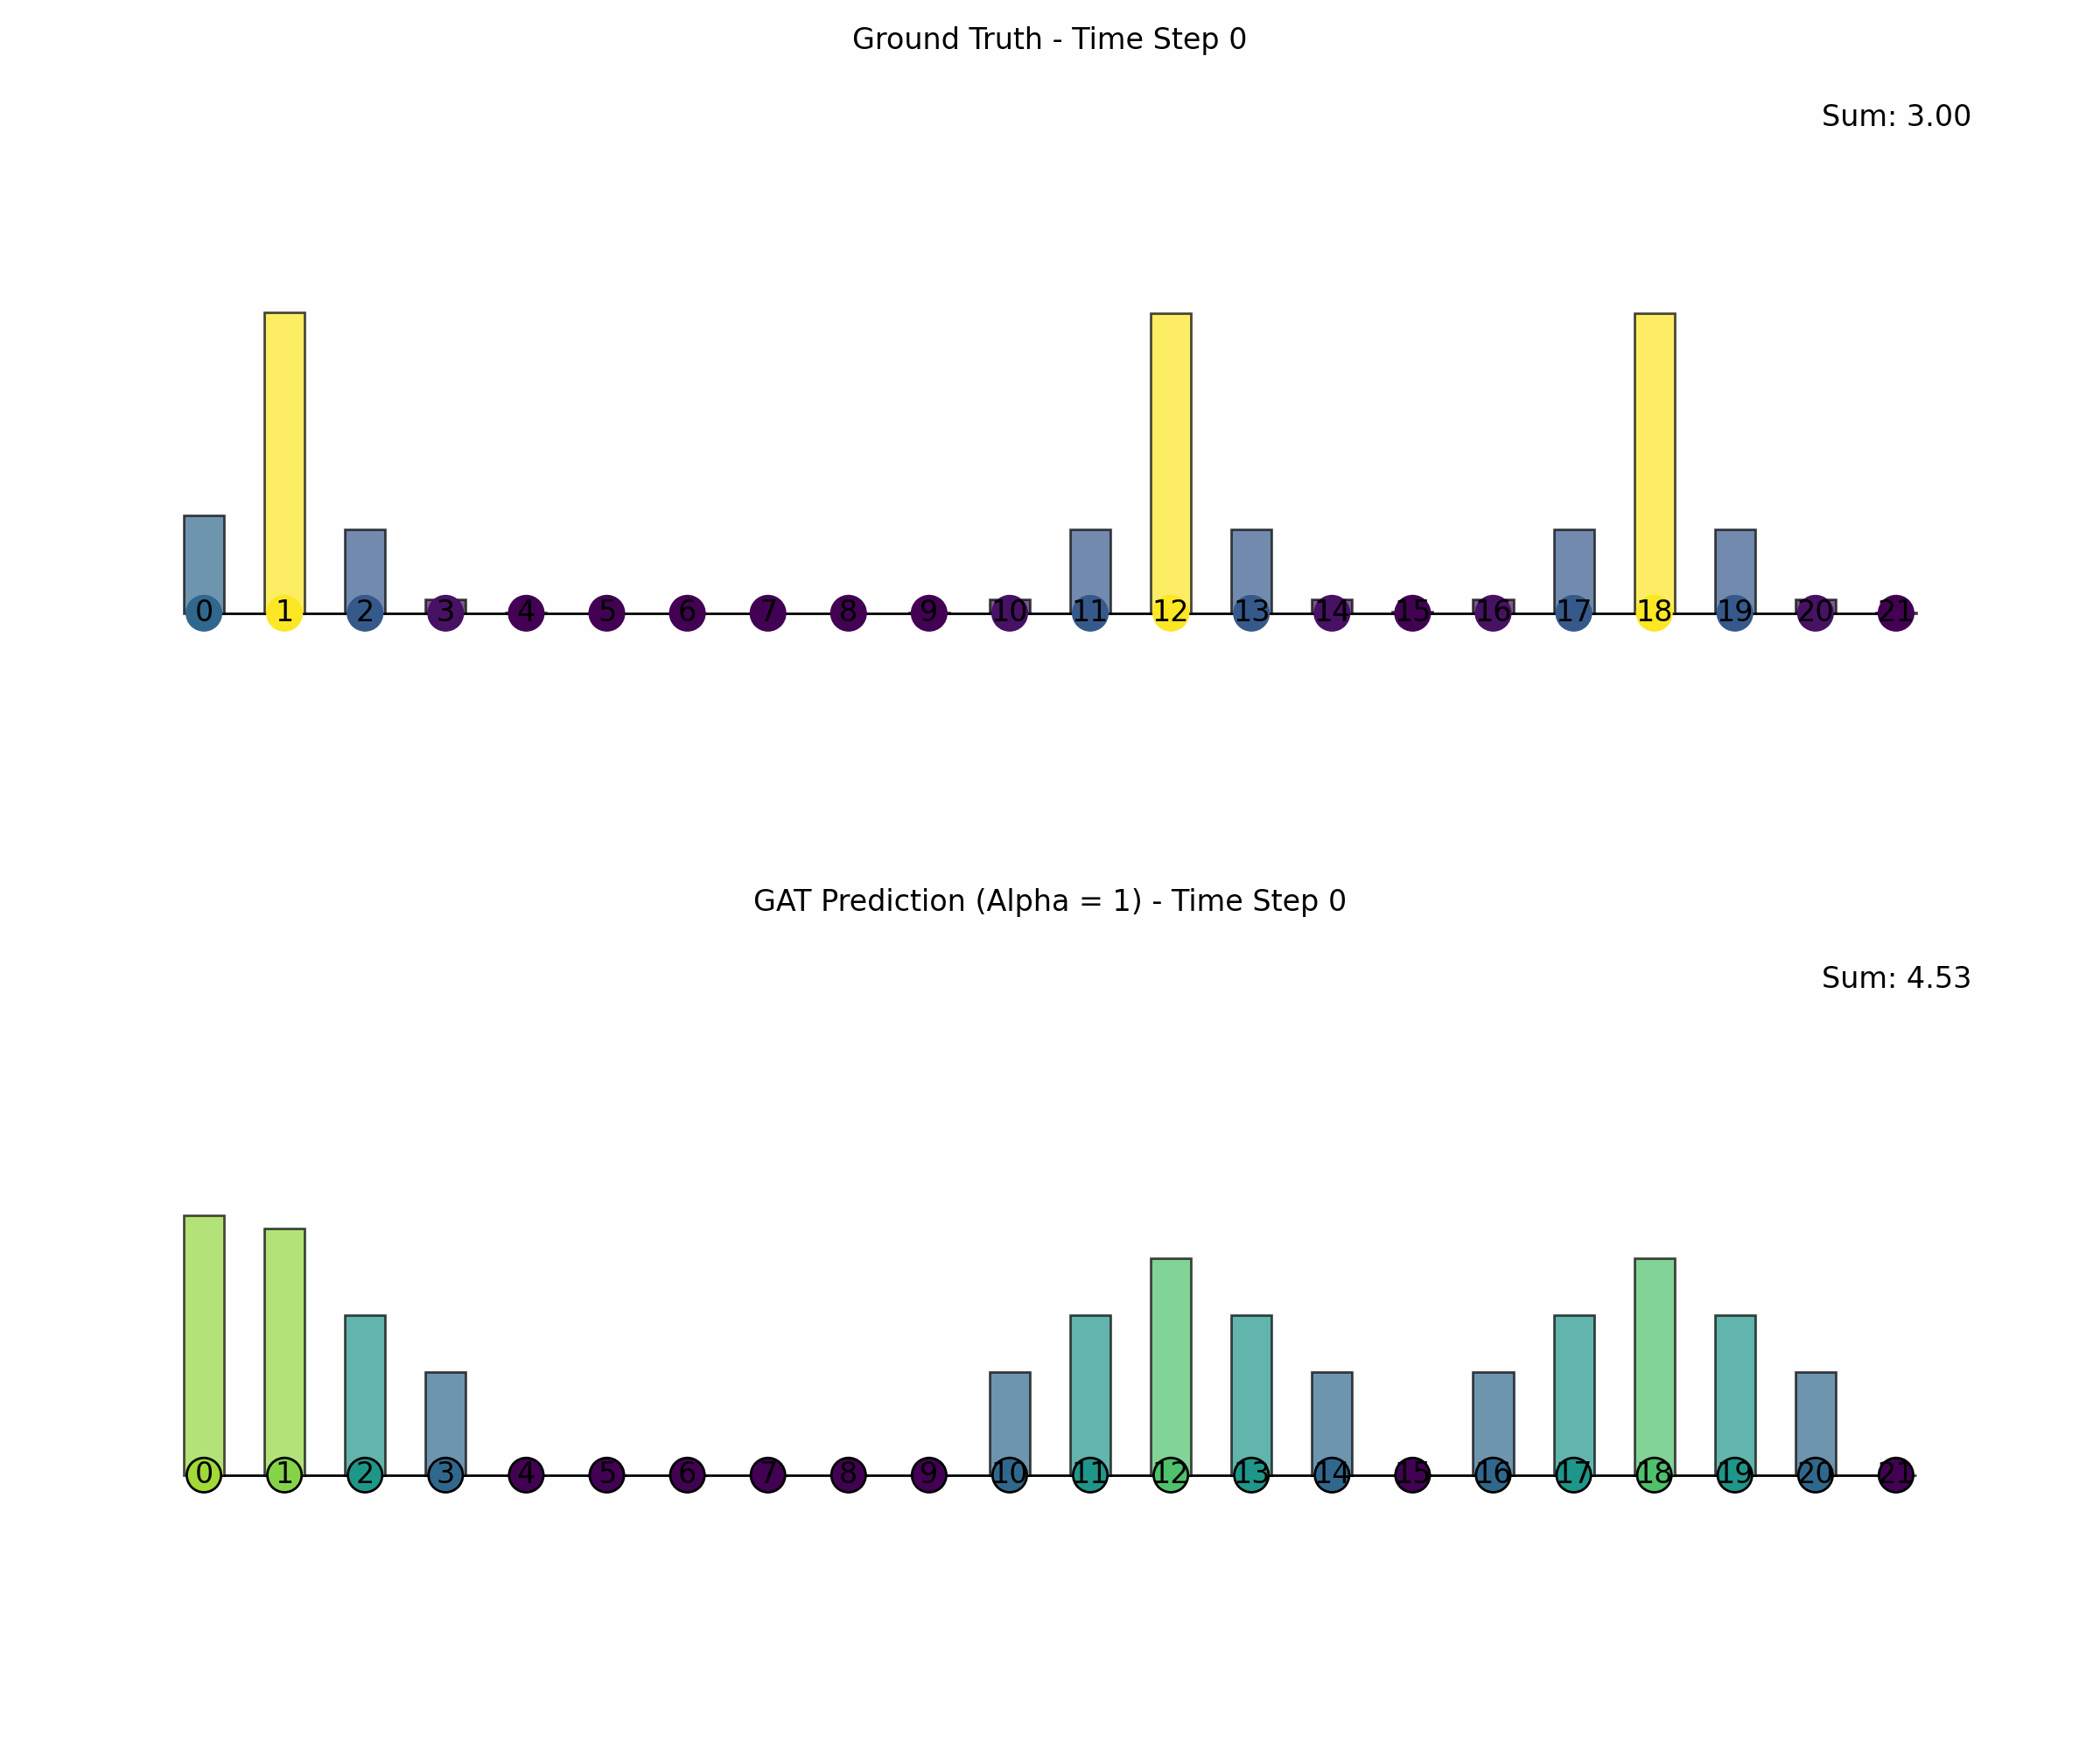 Ground Truth - Time Step 0
Sum: 3.00
0 1 2 3 4 5 6 7 8 9 10 11 12 13 14 15 16 17 18 19 20 21
GAT Prediction (Alpha = 1) - Time Step 0
Sum: 4.53
0 1 2 3 4 5 6 7 8 9 10 11 12 13 14 15 16 17 18 19 20 21